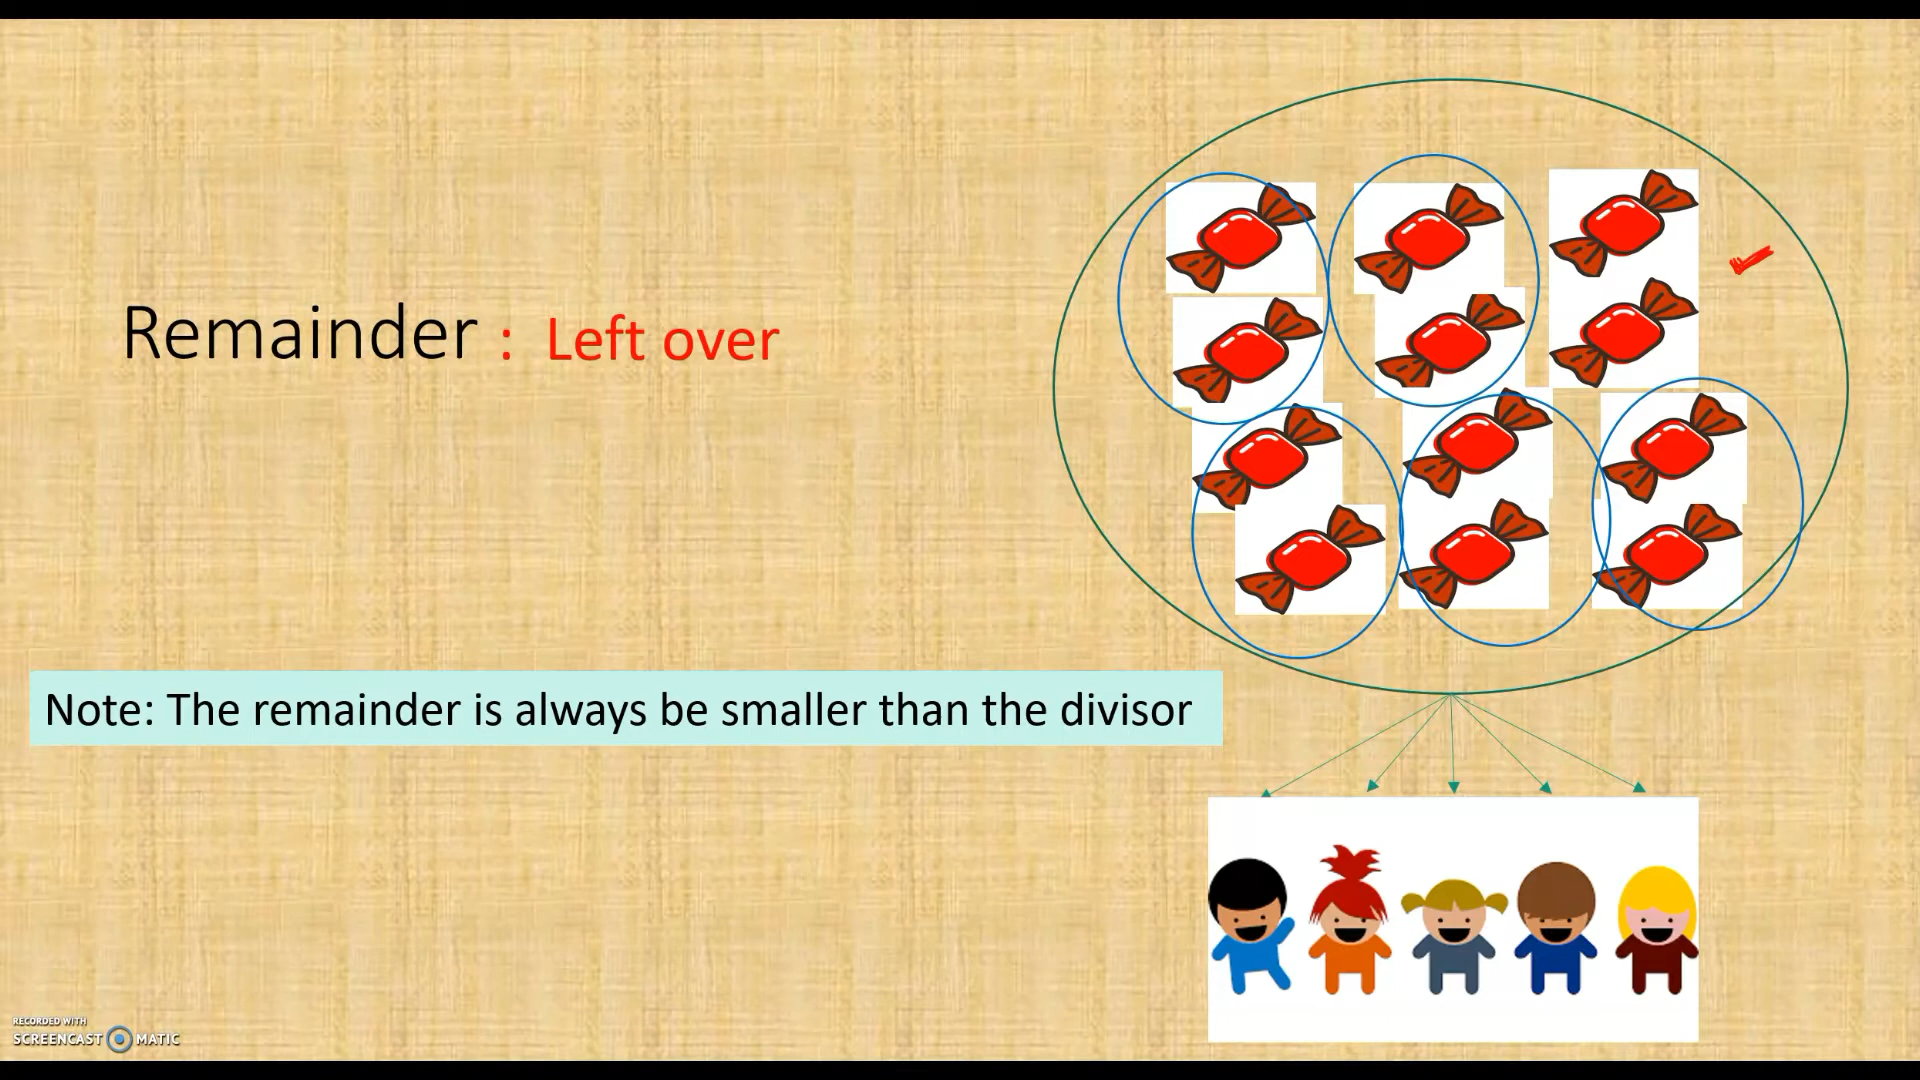 Remainder : Left over
Note: The remainder is always be smaller than the divisor
RECORDED WITH
SCREENCAST MATIC